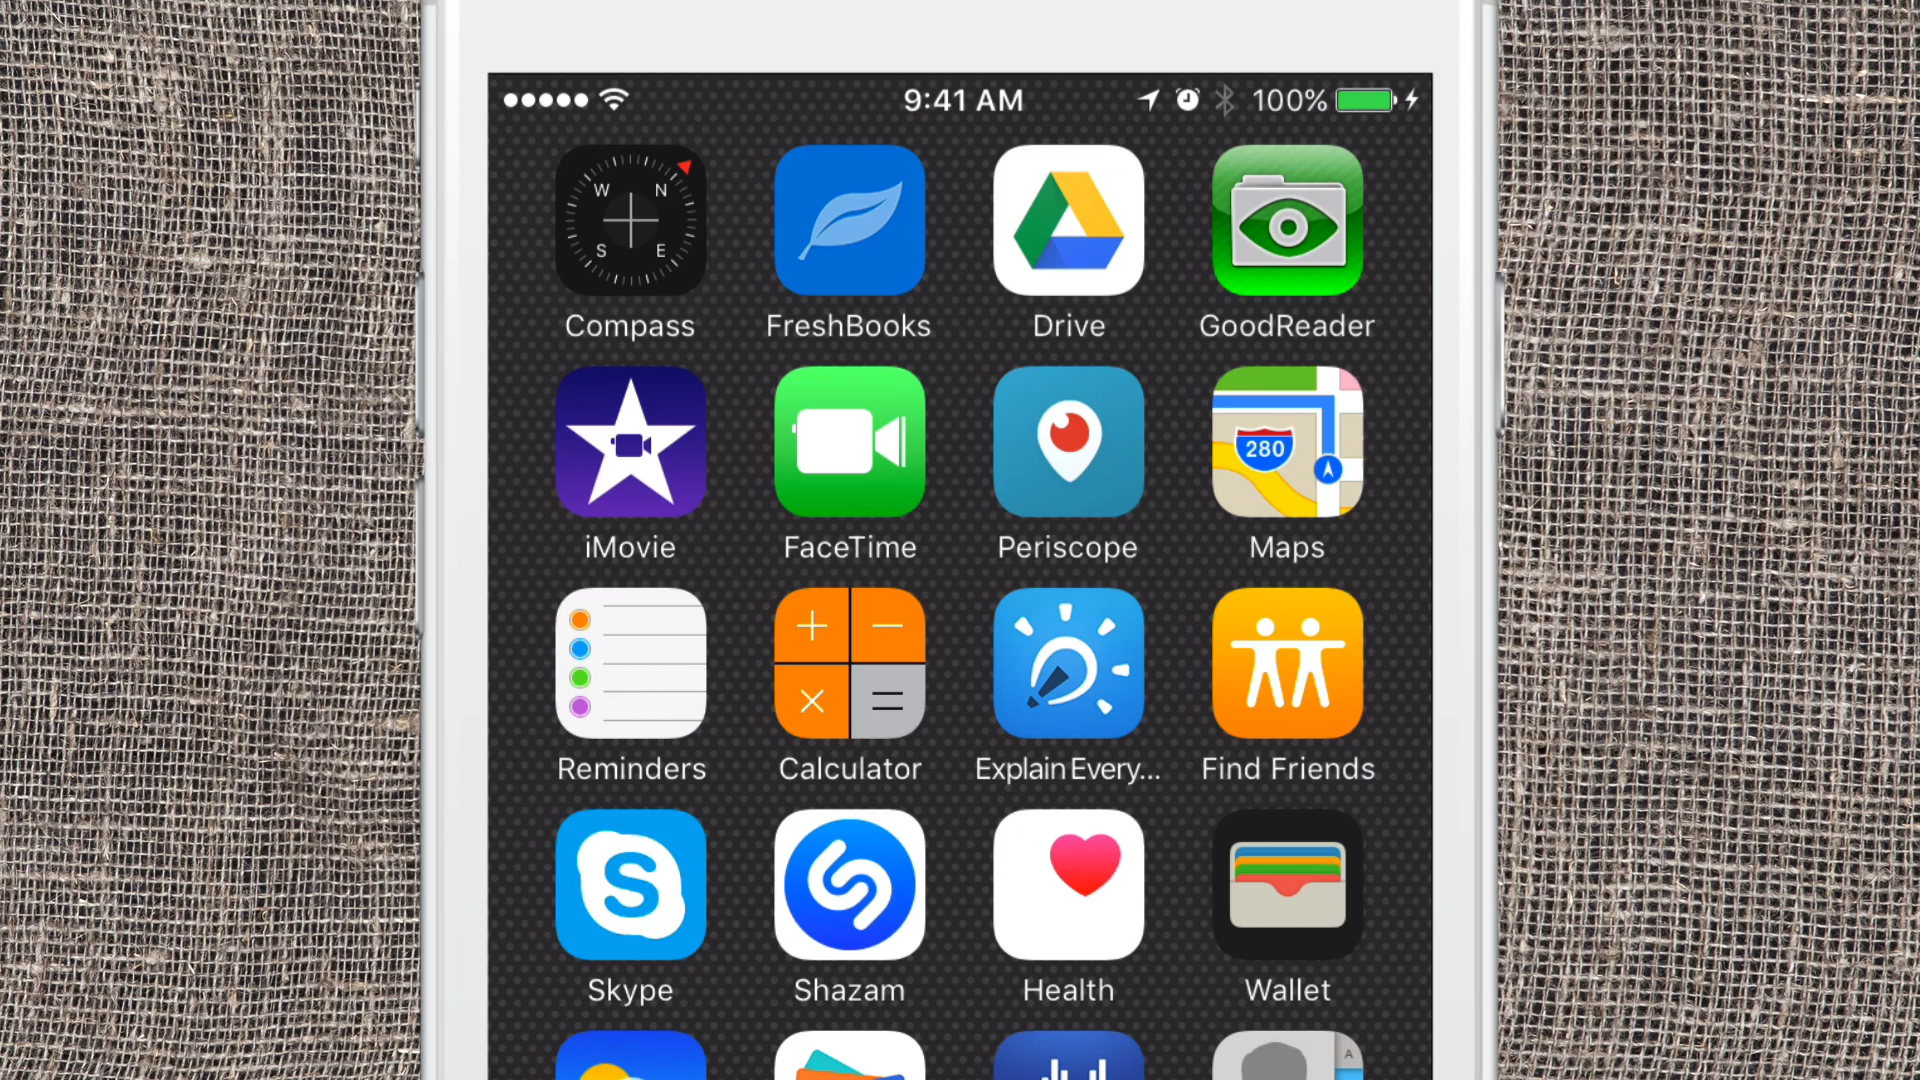 9:41 AM 100%
W N
S E
Compass FreshBooks Drive GoodReader
280
iMovie FaceTime Periscope Maps
Reminders Calculator Explain Every... Find Friends
S
Skype Shazam Health Wallet
A